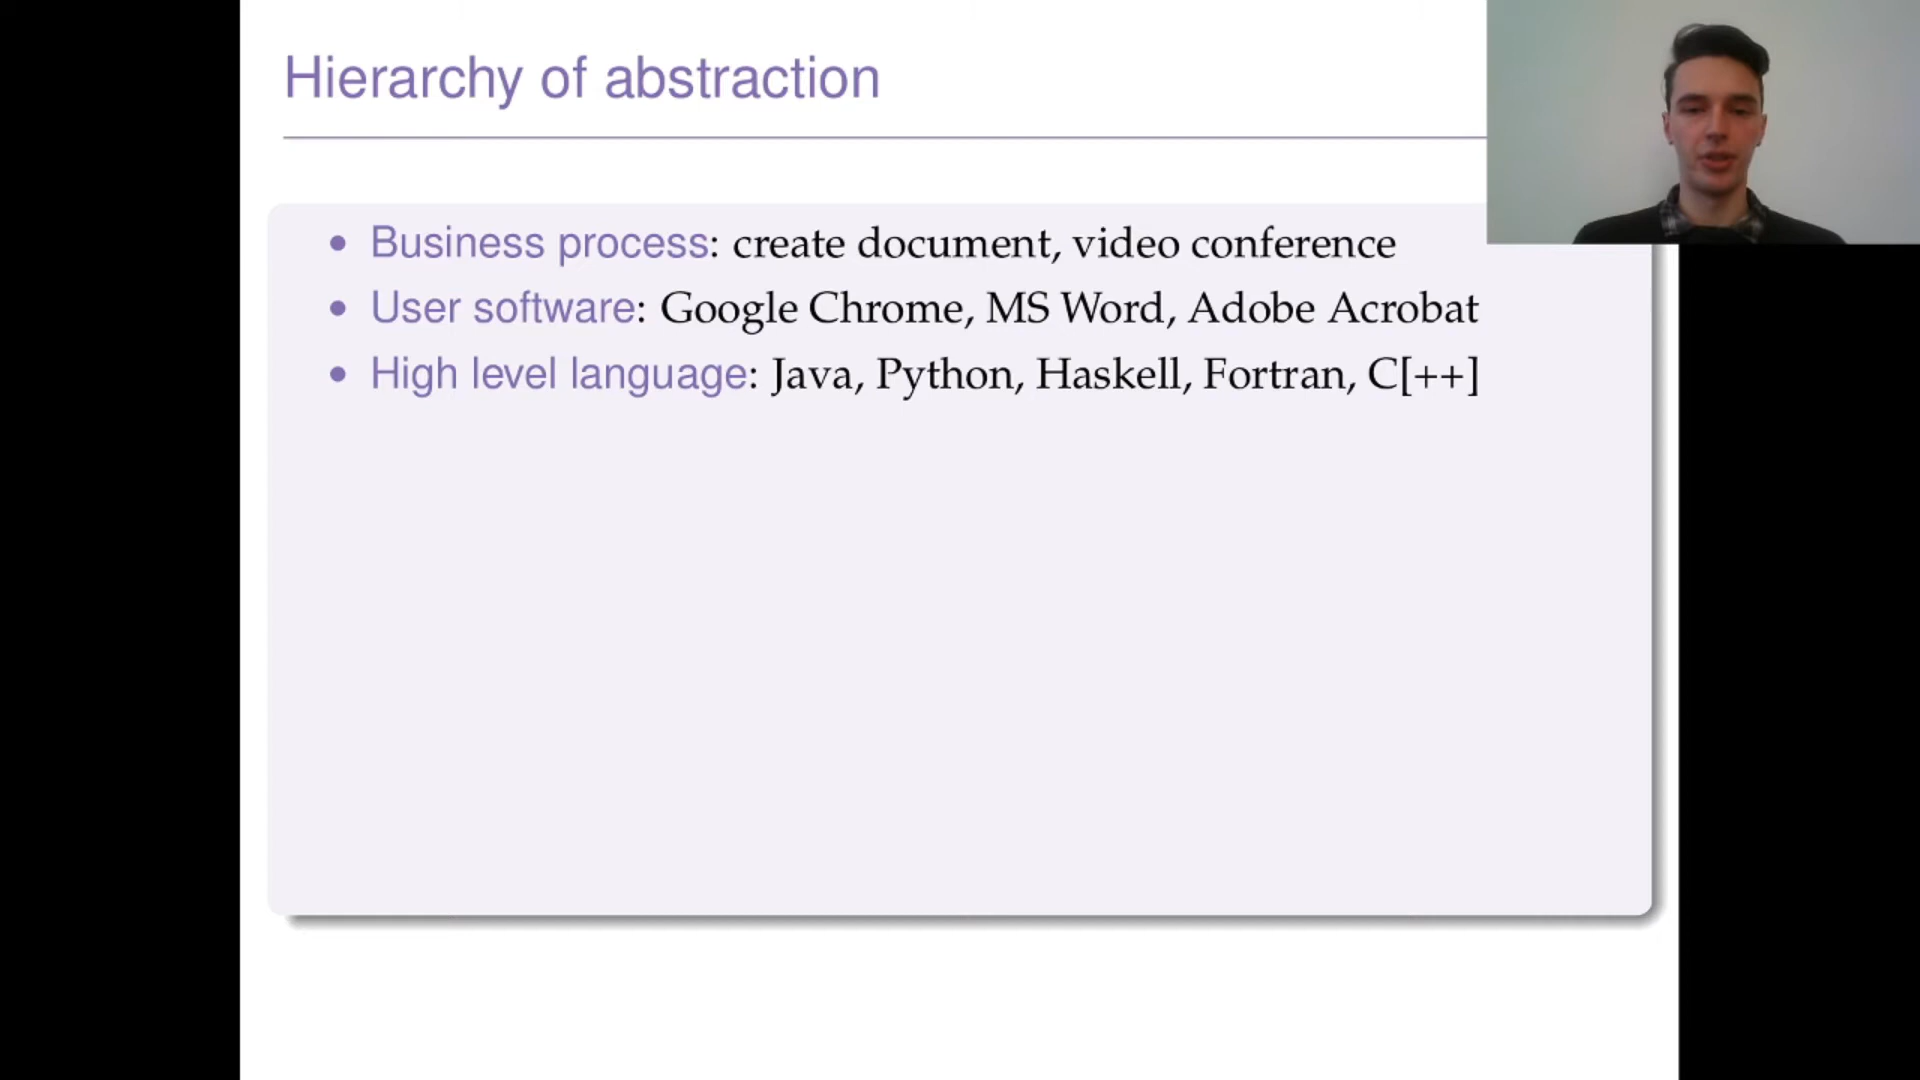 Hierarchy of abstraction
• Business process: create document, video conference
• User software: Google Chrome, MS Word, Adobe Acrobat
• High level language: Java, Python, Haskell, Fortran, C[++]